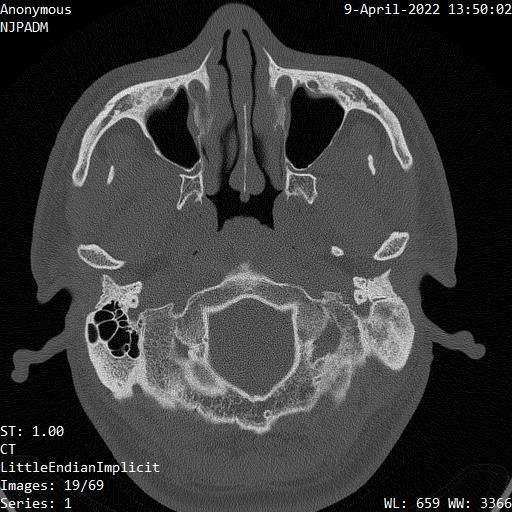 Anonymous
NJPADM
9-April-2022 13:50:02
ST: 1.00
CT
LittleEndianImplicit
Images: 19/69
Series: 1
WL: 659 WW: 3366